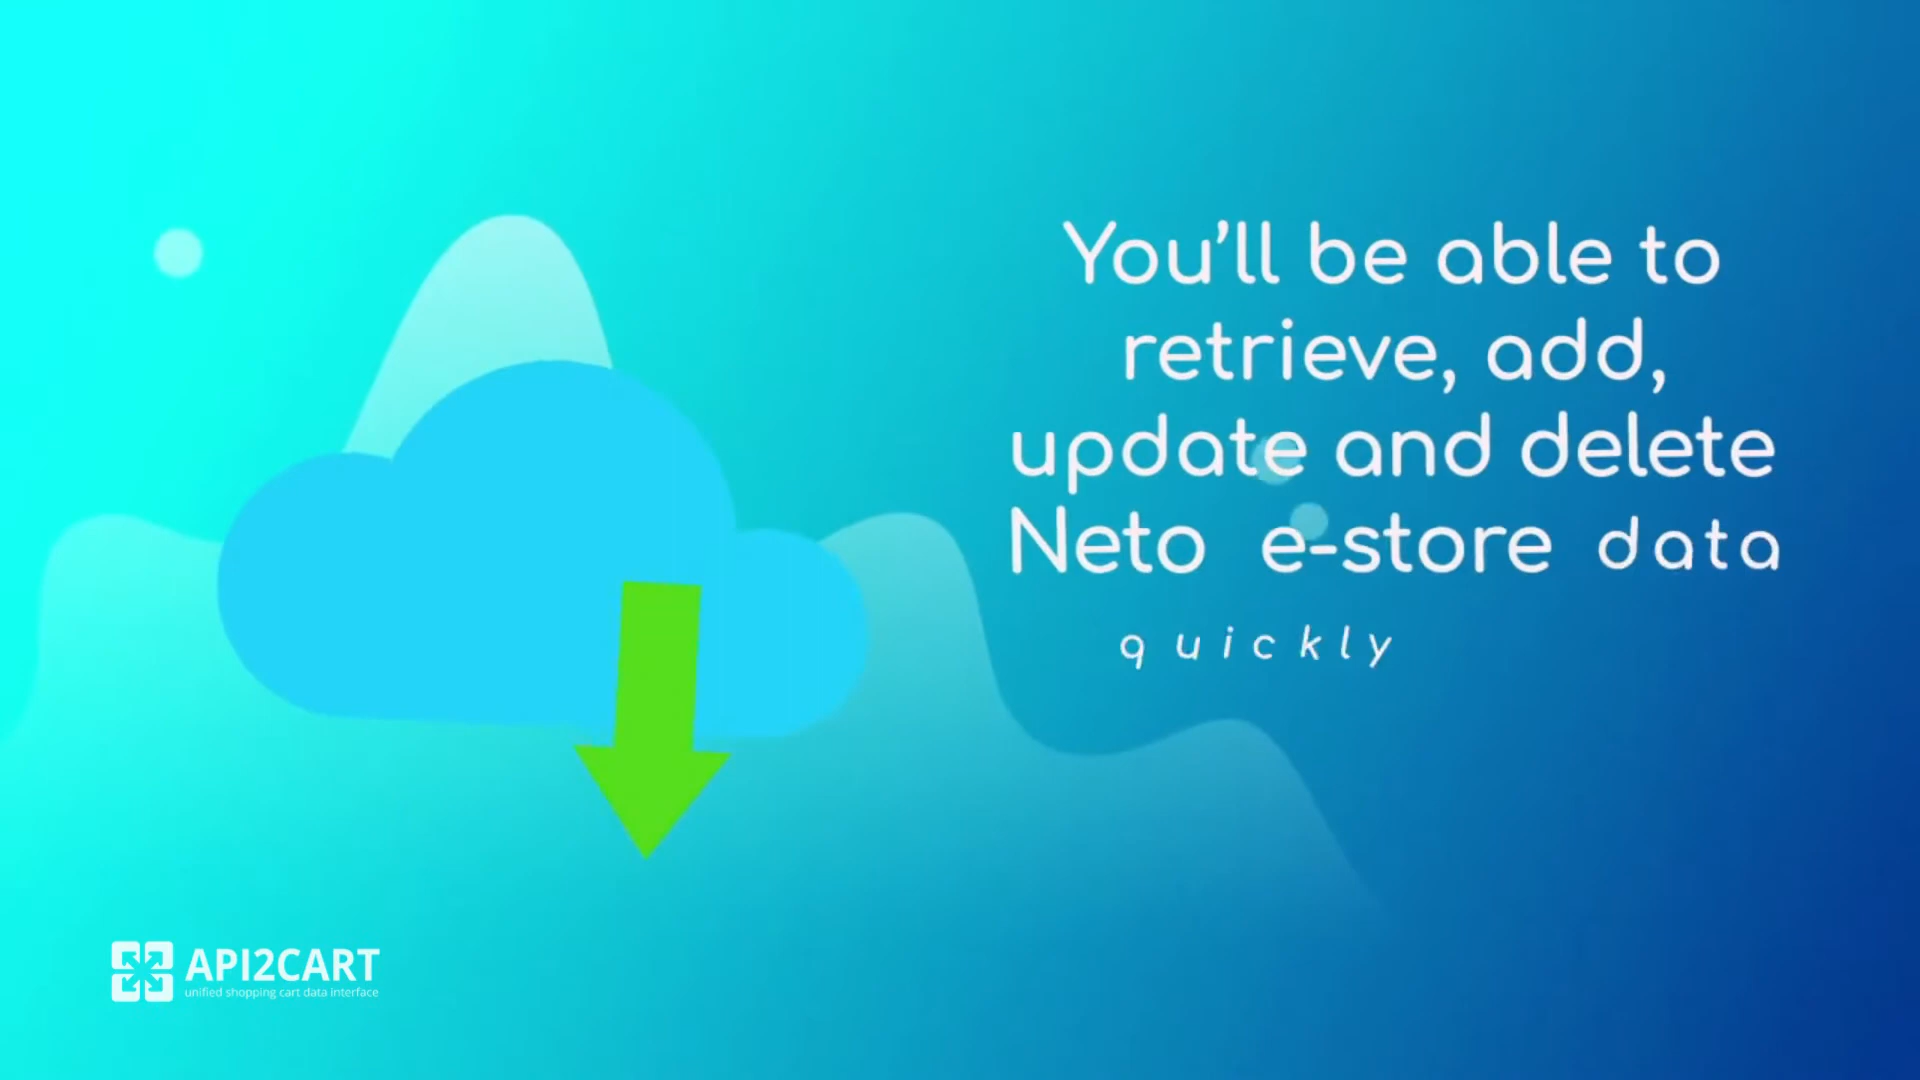 You'll be able to
retrieve, add,
update and delete
Neto e-store data
quickly
API2CART
unified shopping cart data interface